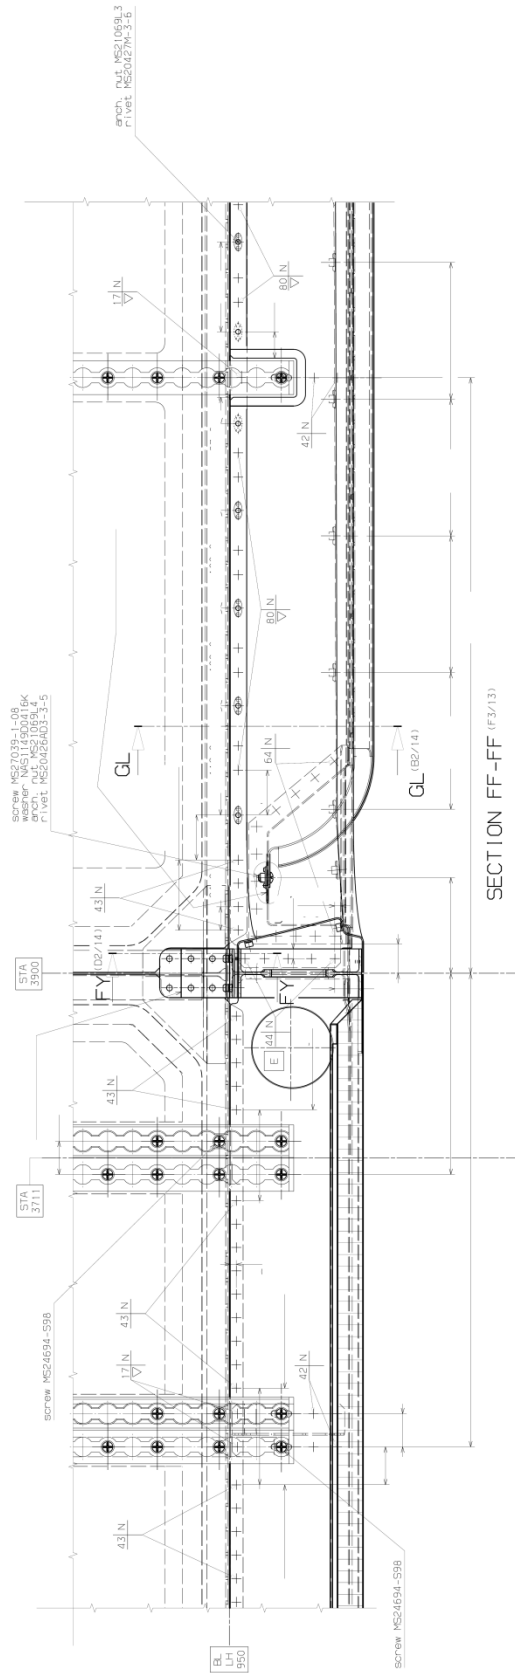 anch. nut MS21069L3
rivet MS20427M-3-6
17 N
80 N
42 N
80 N
screw MS27039-1-08
washer NAS1149D0416K
anch. nut MS21069L4
rivet MS20426AD3-3-5
GL
64 N
GL (B2/14)
SECTION FF-FF (F3/13)
43 N
STA
3900
FY (D2/14)
FY
44 N
E
43 N
STA
3711
screw MS24694-S98
43 N
17 N
42 N
43 N
BL
LH
950
screw MS24694-S98